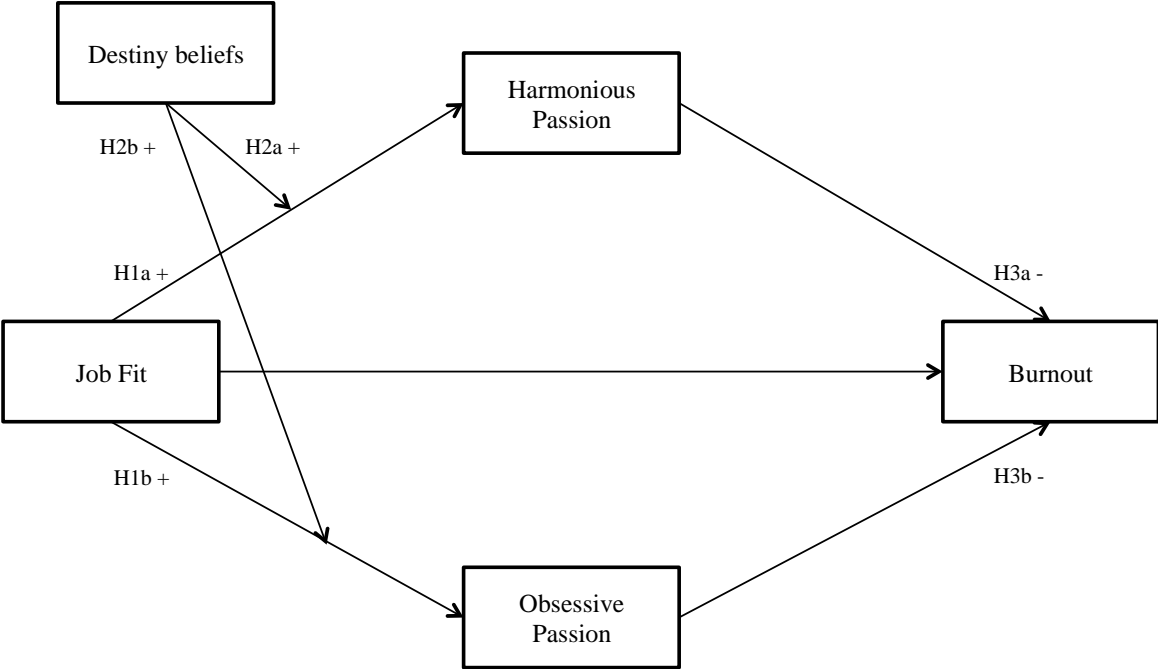 Destiny beliefs
Harmonious
Passion
H2b +
H2a +
H1a +
H3a -
Job Fit
Burnout
H1b +
H3b -
Obsessive
Passion